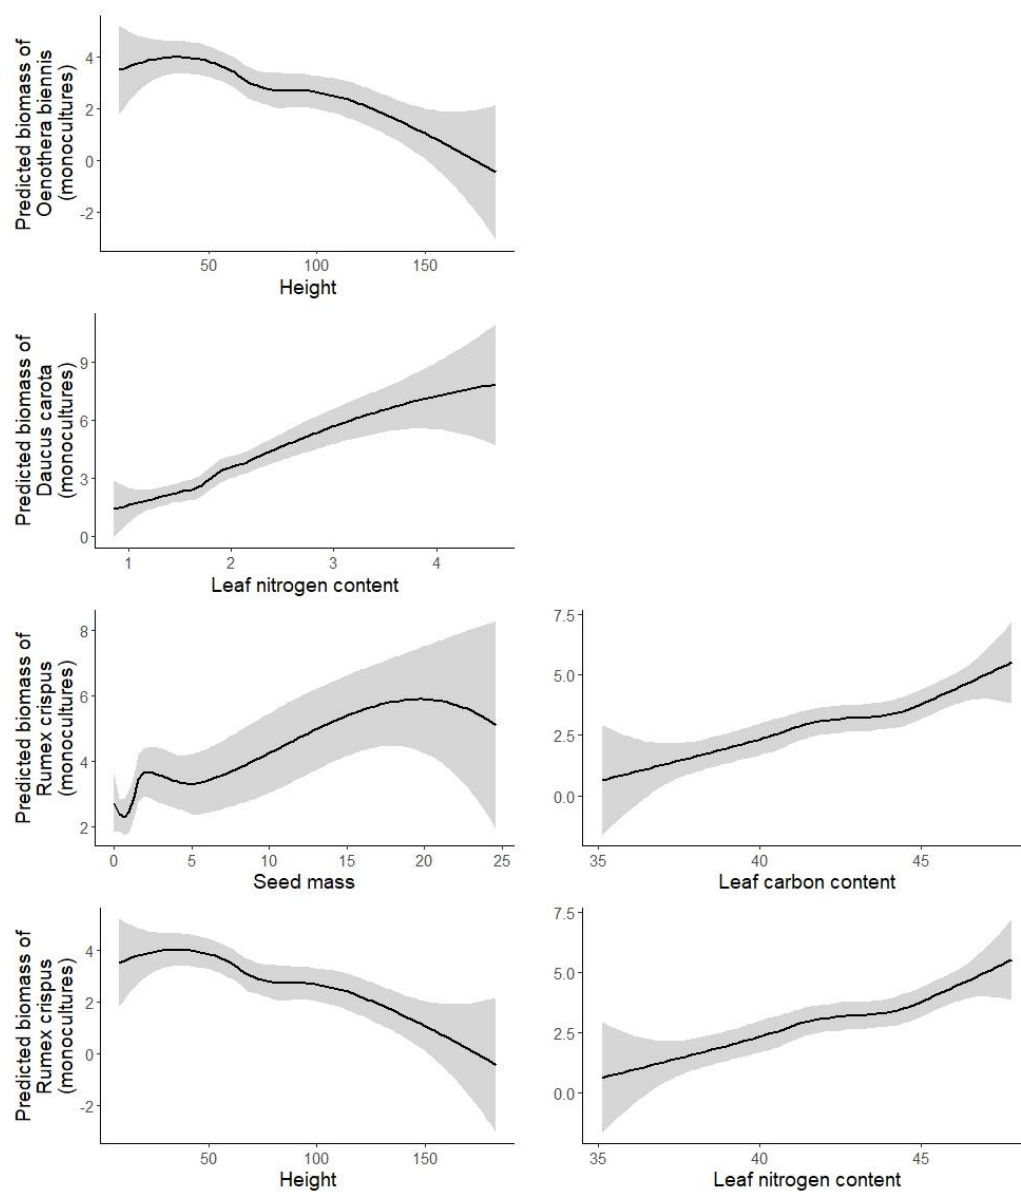 Predicted biomass of
Oenothera biennis
(monocultures)
4
2
0
-2
50 100 150
Height
Predicted biomass of
Daucus carota
(monocultures)
9
6
3
0
1 2 3 4
Leaf nitrogen content
Predicted biomass of
Rumex crispus
(monocultures)
8
6
4
2
0 5 10 15 20 25
Seed mass
7.5
5.0
2.5
0.0
35 40 45
Leaf carbon content
Predicted biomass of
Rumex crispus
(monocultures)
4
2
0
-2
50 100 150
Height
7.5
5.0
2.5
0.0
35 40 45
Leaf nitrogen content